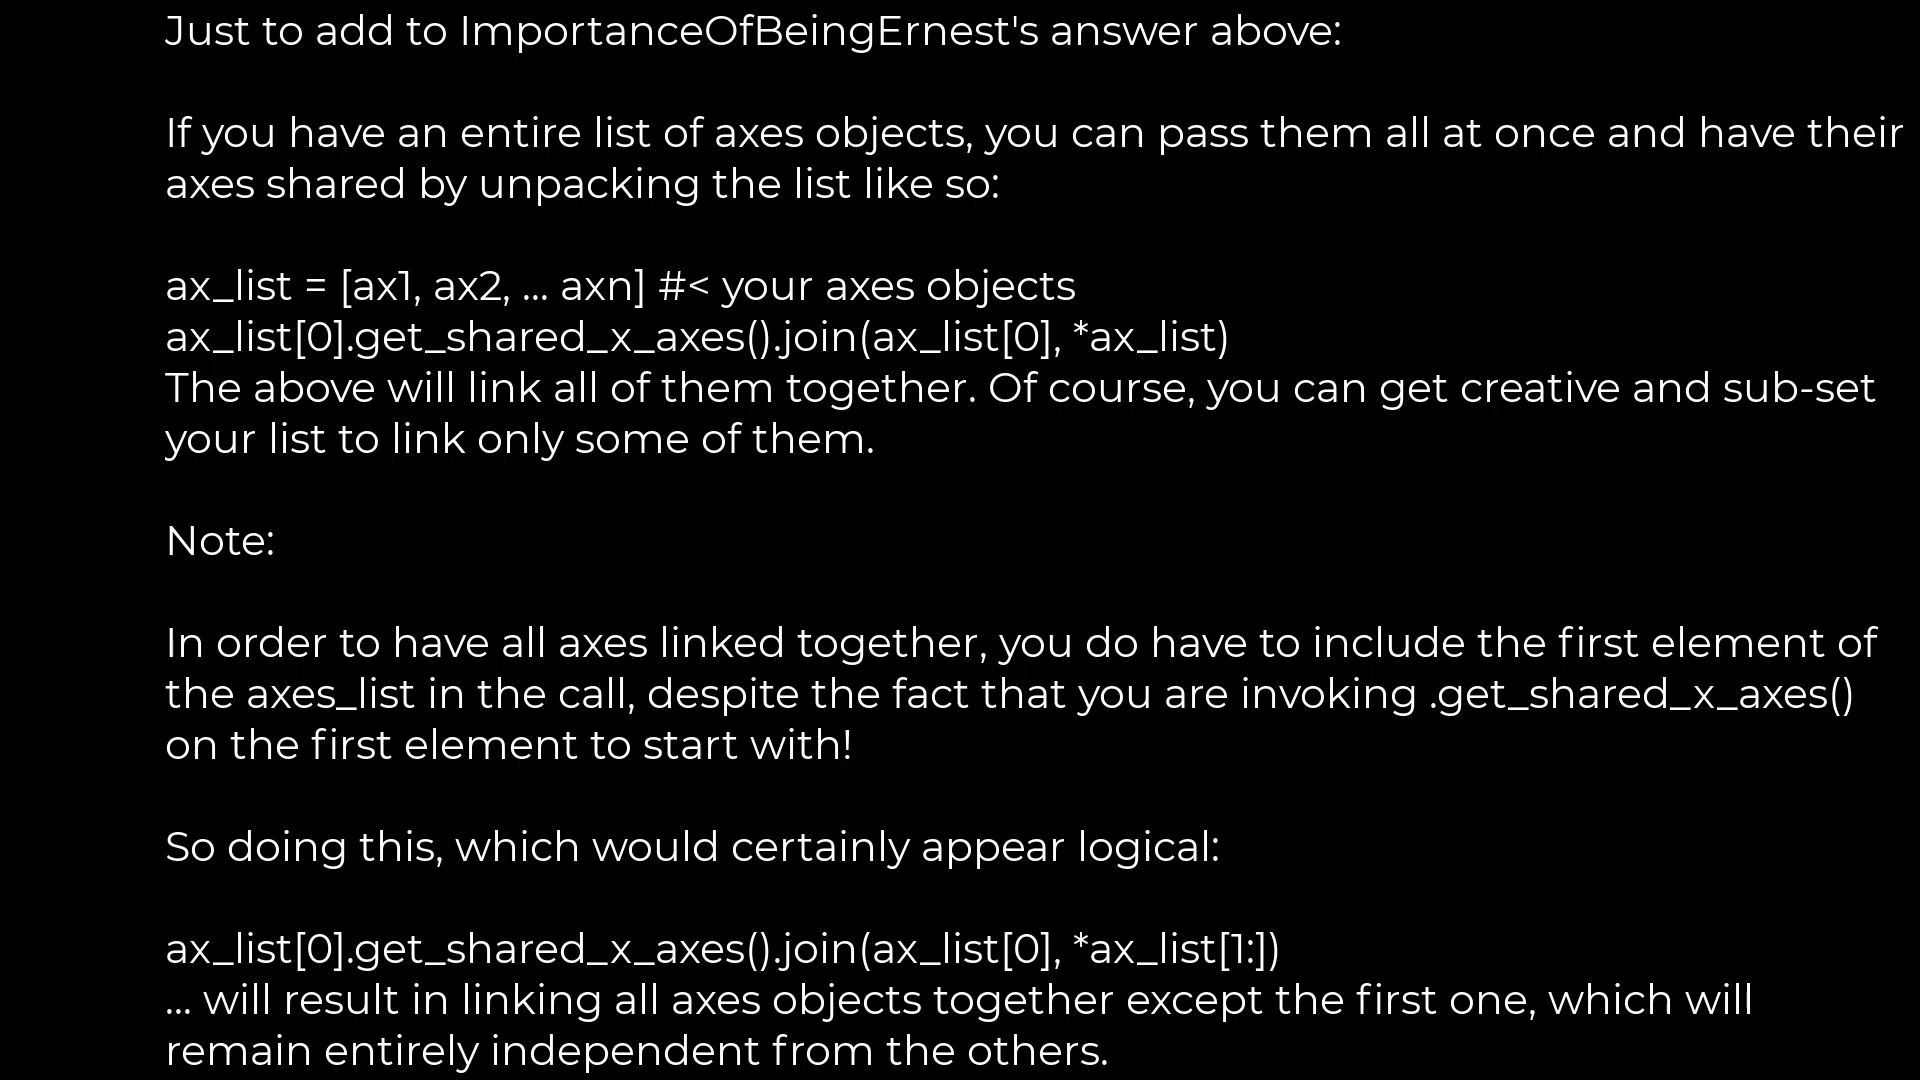 Just to add to ImportanceOfBeingErnest's answer above:
If you have an entire list of axes objects, you can pass them all at once and have their
axes shared by unpacking the list like so:
ax_list = [ax1, ax2, ... axn] #< your axes objects
ax_list[0].get_shared_x_axes().join(ax_list[0], *ax_list)
The above will link all of them together. Of course, you can get creative and sub-set
your list to link only some of them.
Note:
In order to have all axes linked together, you do have to include the first element of
the axes_list in the call, despite the fact that you are invoking .get_shared_x_axes()
on the first element to start with!
So doing this, which would certainly appear logical:
ax_list[0].get_shared_x_axes().join(ax_list[0], *ax_list[1:])
... will result in linking all axes objects together except the first one, which will
remain entirely independent from the others.